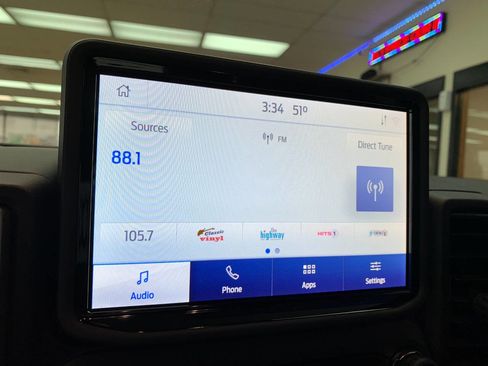 3:34 51°
Sources
FM
Direct Tune
88.1
105.7
Classic vinyl
the highway
HITS 1
Audio
Phone
Apps
Settings